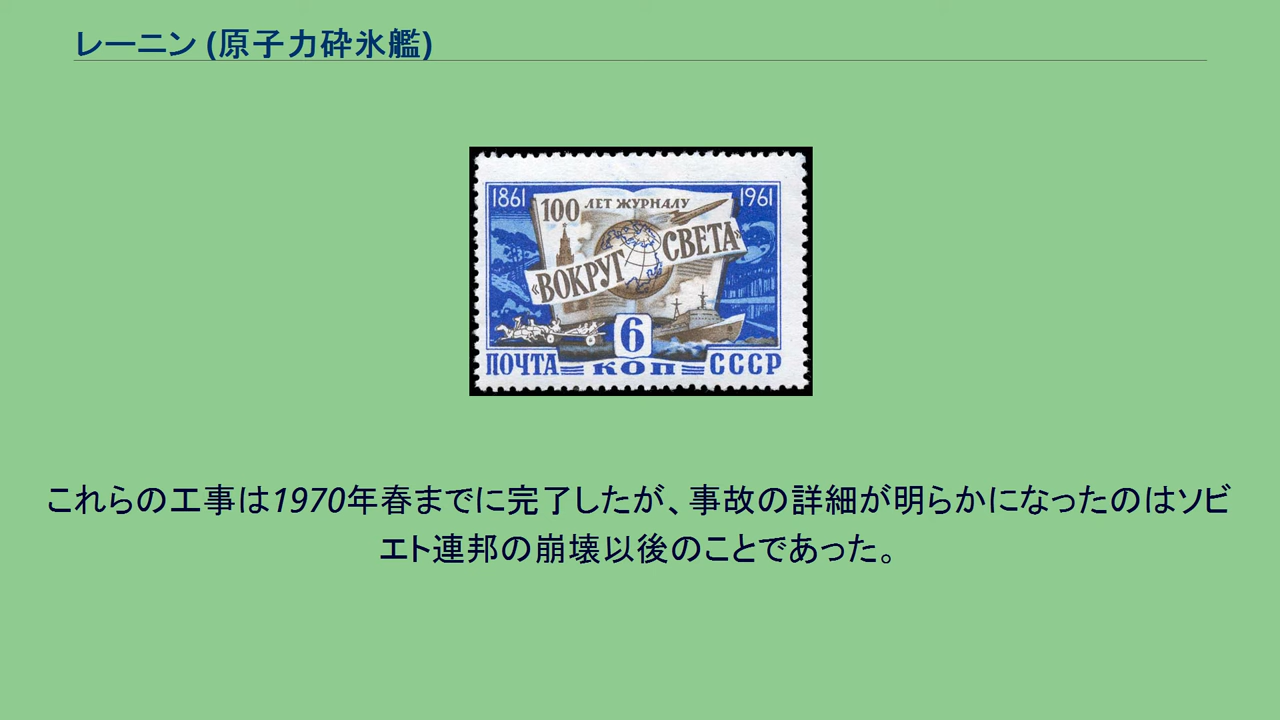 レーニン (原子力砕氷艦)
1861 1961
100 ЛЕТ ЖУРНАЛУ
«ВОКРУГ СВЕТА»
6
ПОЧТА КОП СССР
これらの工事は1970年春までに完了したが、事故の詳細が明らかになったのはソビ
エト連邦の崩壊以後のことであった。